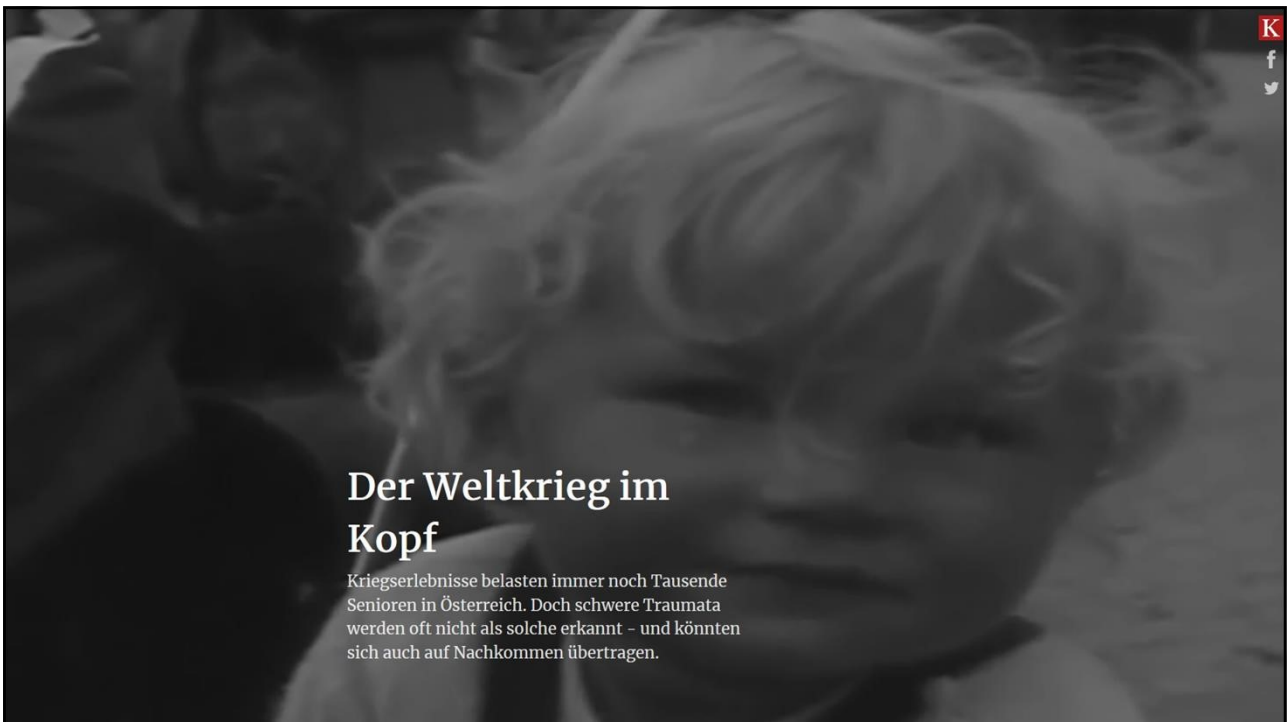 K
Der Weltkrieg im
Kopf
Kriegserlebnisse belasten immer noch Tausende
Senioren in Österreich. Doch schwere Traumata
werden oft nicht als solche erkannt – und könnten
sich auch auf Nachkommen übertragen.